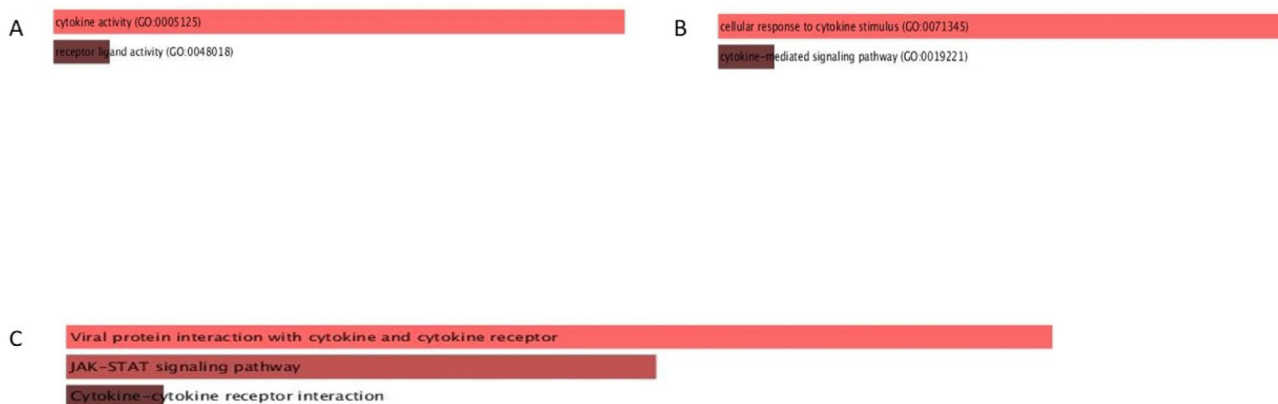 A
cytokine activity (GO:0005125)
receptor ligand activity (GO:0048018)
B
cellular response to cytokine stimulus (GO:0071345)
cytokine-mediated signaling pathway (GO:0019221)
C
Viral protein interaction with cytokine and cytokine receptor
JAK-STAT signaling pathway
Cytokine-cytokine receptor interaction